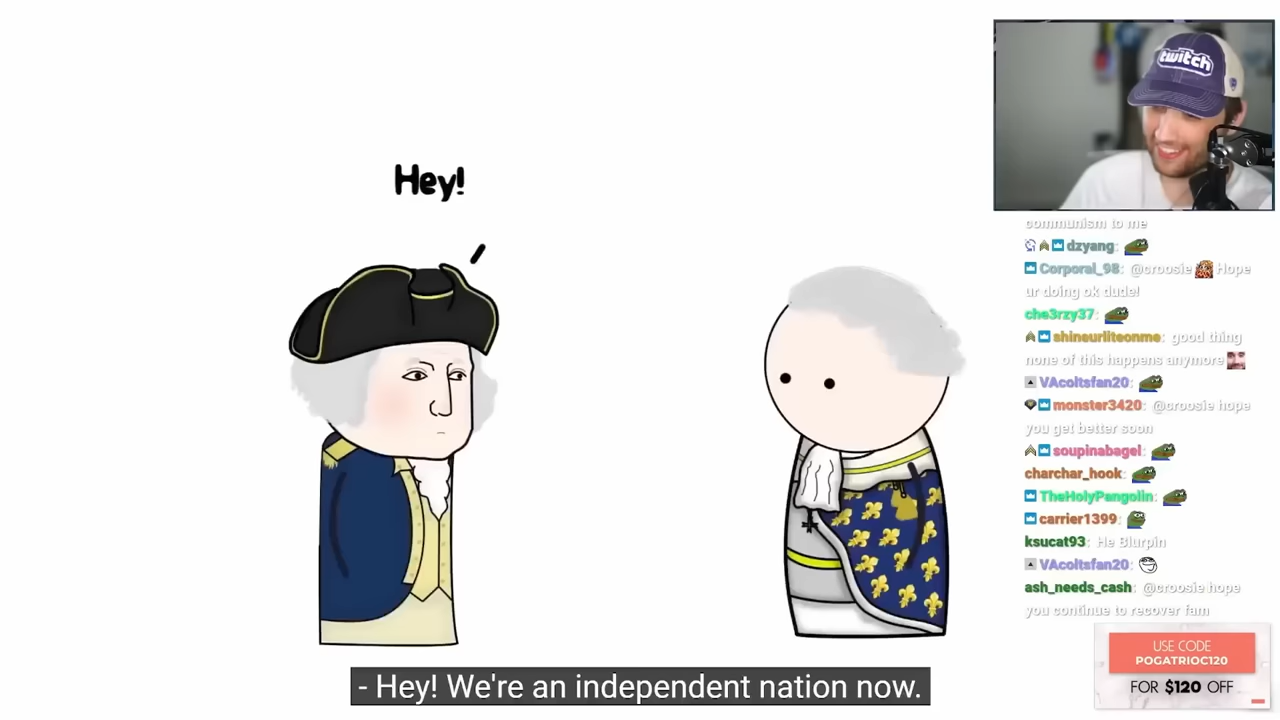 twitch
Hey!
communism to me
dzyang:
Corporal_98: @croosie Hope
ur doing ok dude!
che3rzy37:
shineurliteonme: good thing
none of this happens anymore
VAcoltsfan20:
monster3420: @croosie hope
you get better soon
soupinabagel:
charchar_hook:
TheHolyPangolin:
carrier1399:
ksucat93: He Blurpin
VAcoltsfan20:
ash_needs_cash: @croosie hope
you continue to recover fam
USE CODE
POGATRIOC120
FOR $120 OFF
- Hey! We're an independent nation now.